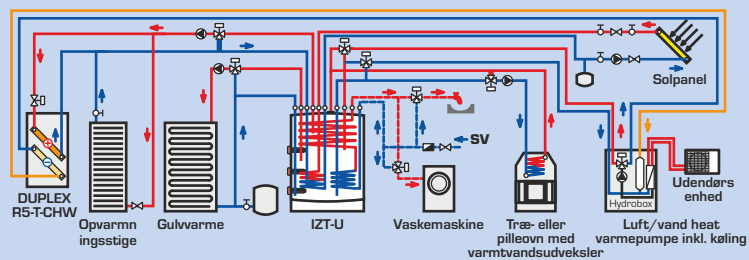 Solpanel
SV
DUPLEX
R5-T-CHW
Opvarmn
ingsstige
Gulvvarme
IZT-U
Vaskemaskine
Træ- eller
pilleovn med
varmtvandsudveksler
Hydrobox
Udendørs
enhed
Luft/vand heat
varmepumpe inkl. køling